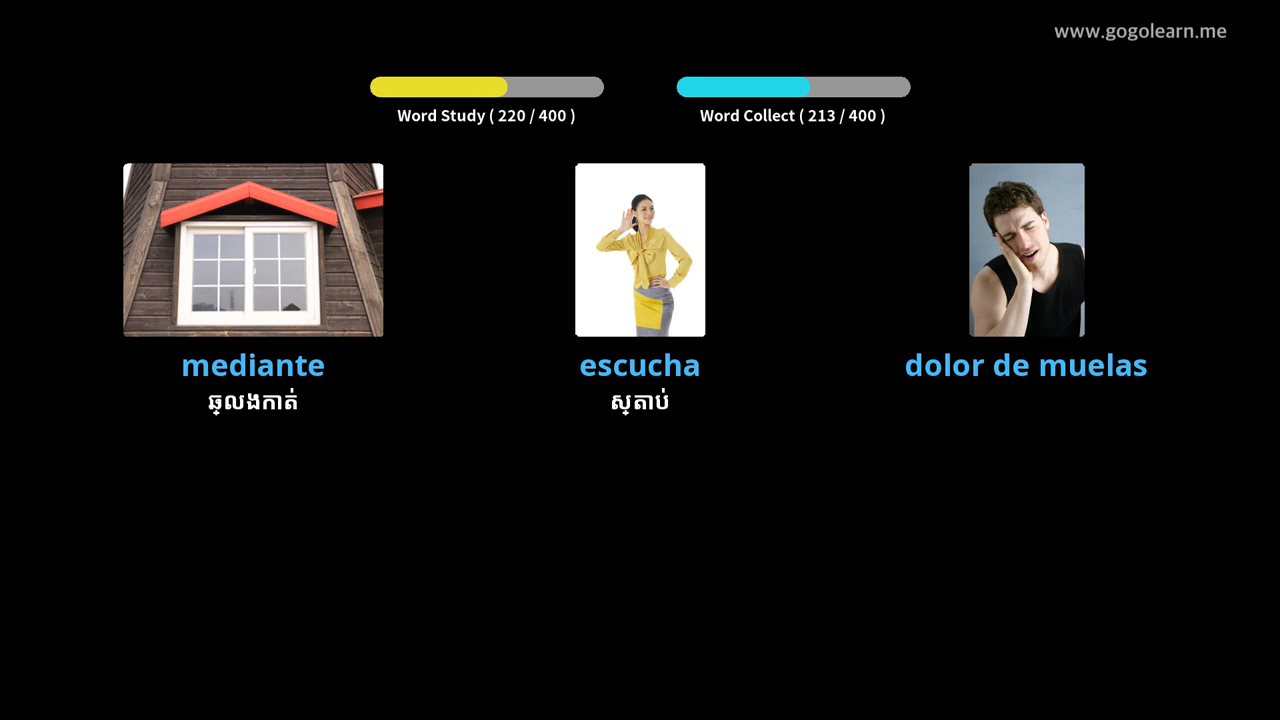 www.gogolearn.me
Word Study ( 220 / 400 )
Word Collect ( 213 / 400 )
mediante
escucha
dolor de muelas
ឆ្លងកាត់
ស្តាប់